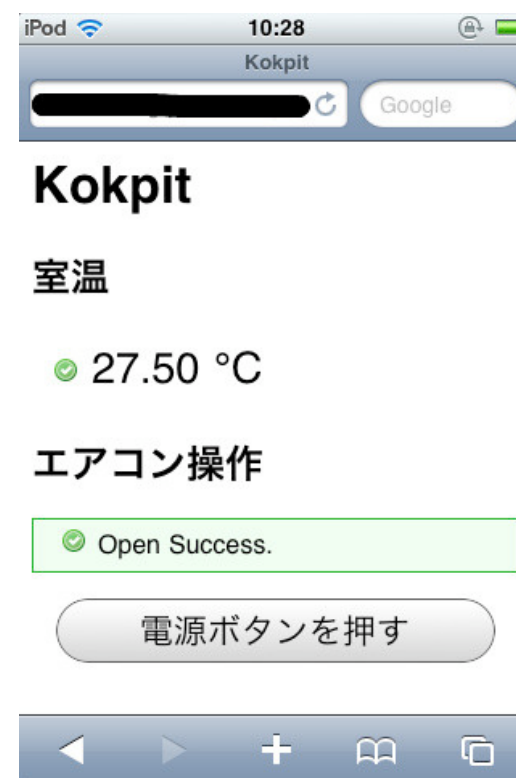 iPod 10:28
Kokpit
Google
Kokpit
室温
27.50 °C
エアコン操作
Open Success.
電源ボタンを押す